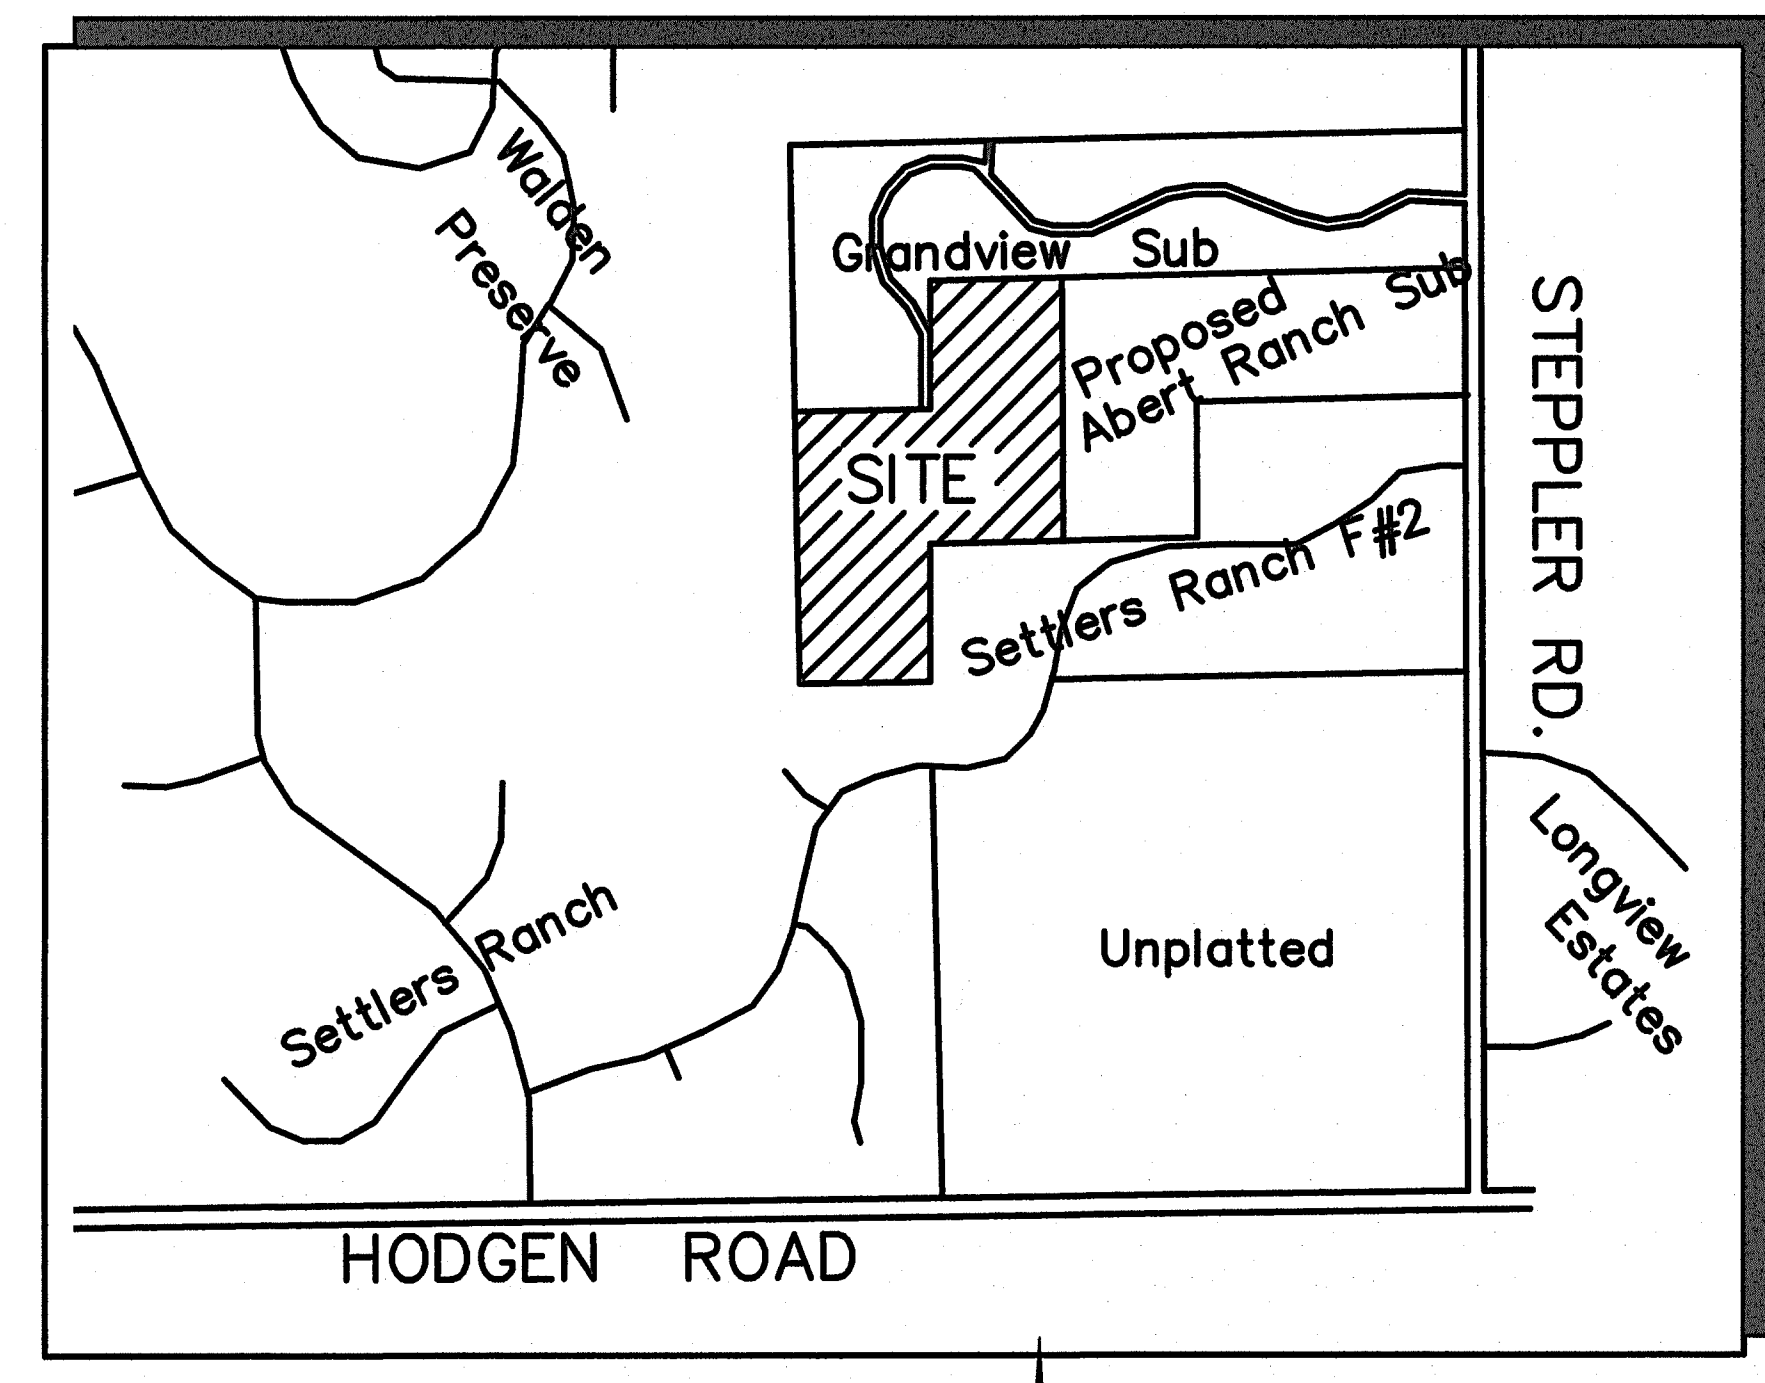 Walden
Preserve
Grandview Sub
Proposed
Abert Ranch Sub
STEPPLER RD.
SITE
Settlers Ranch F#2
Longview
Estates
Settlers Ranch
Unplatted
HODGEN ROAD